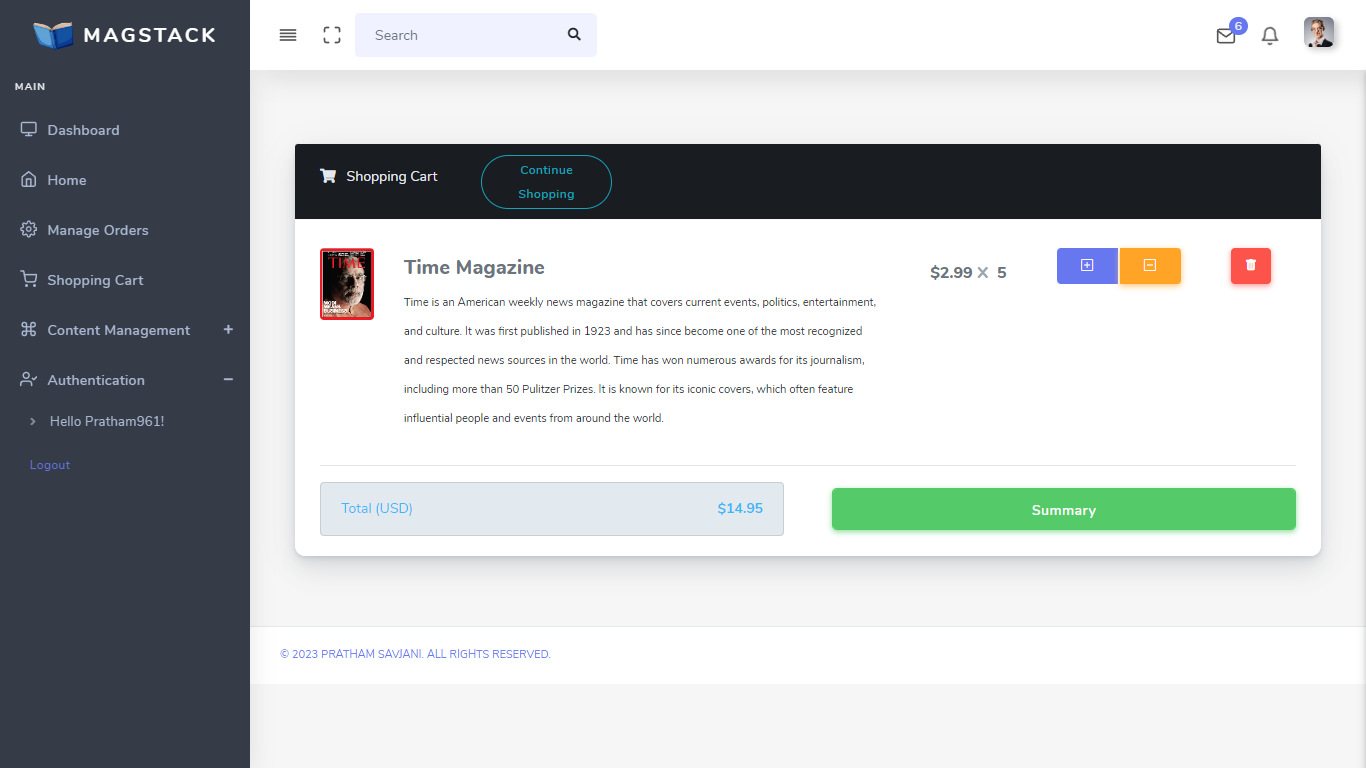 MAGSTACK
Search
6
MAIN
Dashboard
Home
Manage Orders
Shopping Cart
Content Management
Authentication
Hello Pratham961!
Logout
Shopping Cart
Continue
Shopping
TIME
Time Magazine
$2.99 × 5
Time is an American weekly news magazine that covers current events, politics, entertainment,
and culture. It was first published in 1923 and has since become one of the most recognized
and respected news sources in the world. Time has won numerous awards for its journalism,
including more than 50 Pulitzer Prizes. It is known for its iconic covers, which often feature
influential people and events from around the world.
Total (USD) $14.95
Summary
© 2023 PRATHAM SAVJANI. ALL RIGHTS RESERVED.